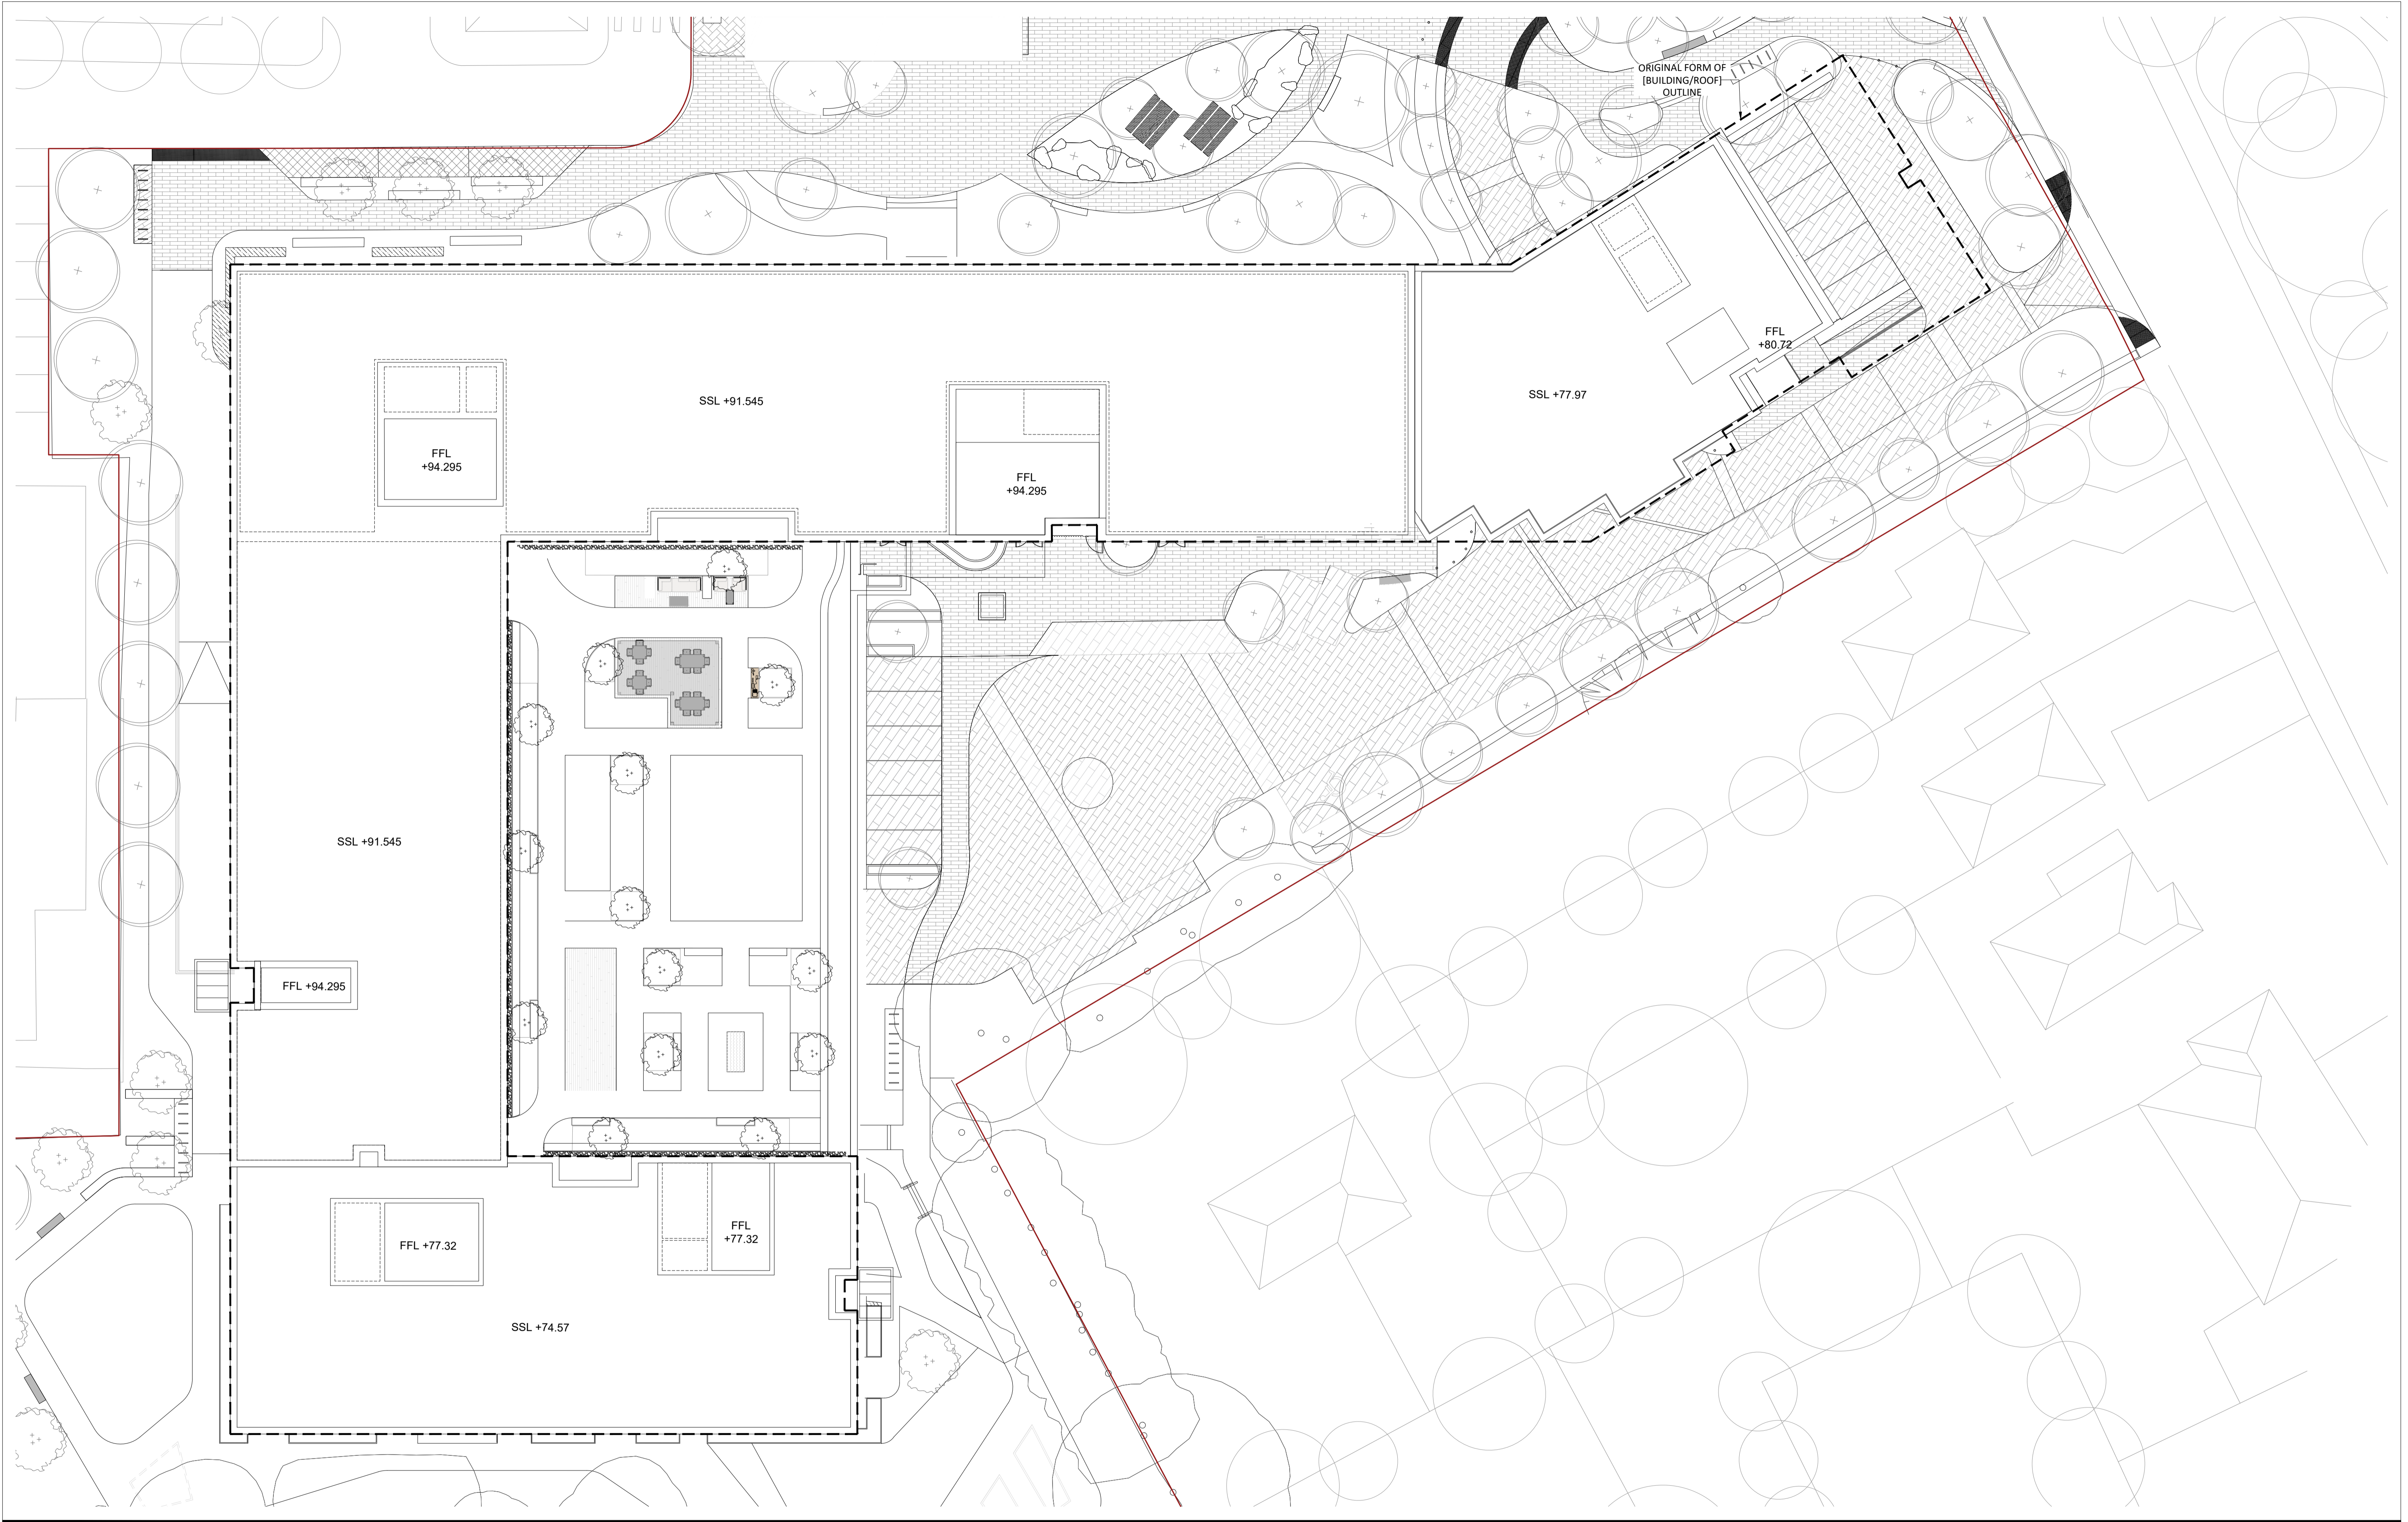 ORIGINAL FORM OF
[BUILDING/ROOF]
OUTLINE
FFL
+80.72
SSL +91.545
SSL +77.97
FFL
+94.295
FFL
+94.295
SSL +91.545
FFL +94.295
FFL
+77.32
FFL +77.32
SSL +74.57